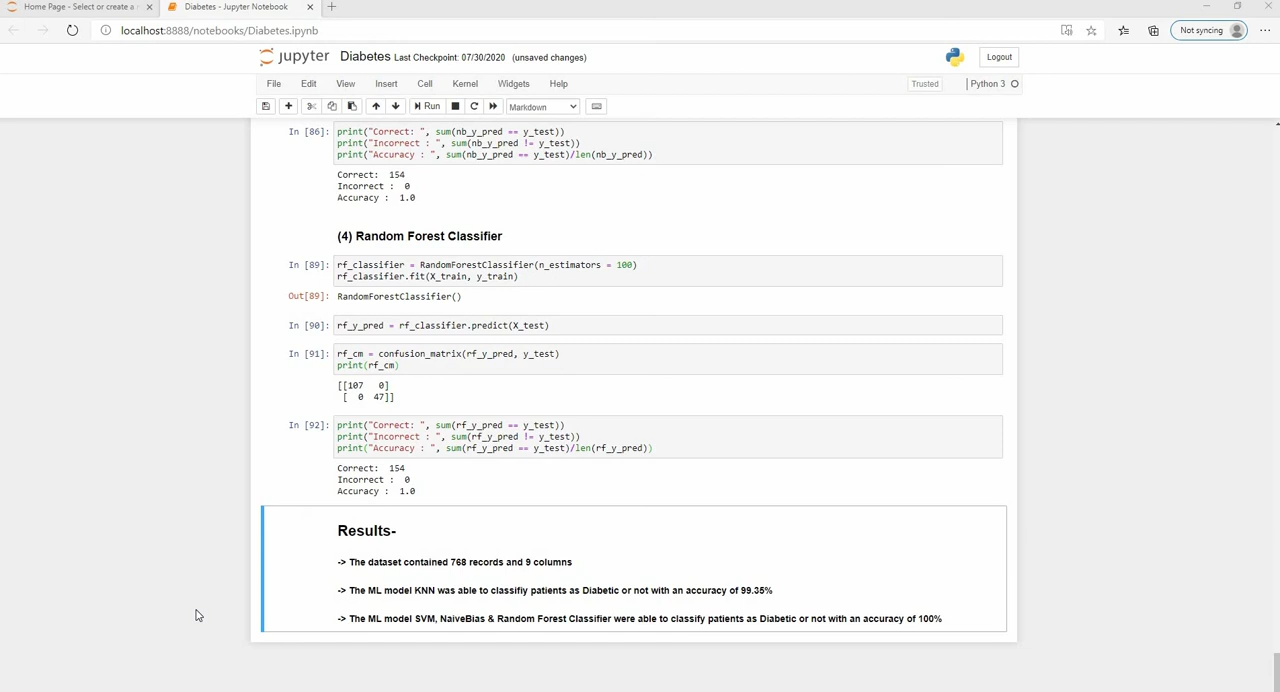 Home Page - Select or create a
Diabetes - Jupyter Notebook
localhost:8888/notebooks/Diabetes.ipynb
Not syncing
jupyter Diabetes Last Checkpoint: 07/30/2020 (unsaved changes)
Logout
File Edit View Insert Cell Kernel Widgets Help
Trusted
Python 3
Run
Markdown
In [86]: print("Correct: ", sum(nb_y_pred == y_test))
print("Incorrect : ", sum(nb_y_pred != y_test))
print("Accuracy : ", sum(nb_y_pred == y_test)/len(nb_y_pred))
Correct: 154
Incorrect : 0
Accuracy : 1.0
(4) Random Forest Classifier
In [89]: rf_classifier = RandomForestClassifier(n_estimators = 100)
rf_classifier.fit(X_train, y_train)
Out[89]: RandomForestClassifier()
In [90]: rf_y_pred = rf_classifier.predict(X_test)
In [91]: rf_cm = confusion_matrix(rf_y_pred, y_test)
print(rf_cm)
[[107 0]
[ 0 47]]
In [92]: print("Correct: ", sum(rf_y_pred == y_test))
print("Incorrect : ", sum(rf_y_pred != y_test))
print("Accuracy : ", sum(rf_y_pred == y_test)/len(rf_y_pred))
Correct: 154
Incorrect : 0
Accuracy : 1.0
Results-
-> The dataset contained 768 records and 9 columns
-> The ML model KNN was able to classifiy patients as Diabetic or not with an accuracy of 99.35%
-> The ML model SVM, NaiveBias & Random Forest Classifier were able to classify patients as Diabetic or not with an accuracy of 100%